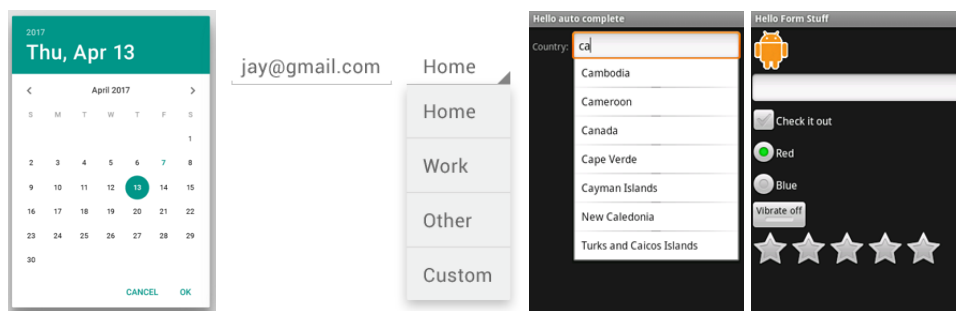 2017
Thu, Apr 13
April 2017
S M T W T F S
1
2 3 4 5 6 7 8
9 10 11 12 13 14 15
16 17 18 19 20 21 22
23 24 25 26 27 28 29
30
CANCEL OK
jay@gmail.com
Home
Home
Work
Other
Custom
Hello auto complete
Country: ca
Cambodia
Cameroon
Canada
Cape Verde
Cayman Islands
New Caledonia
Turks and Caicos Islands
Hello Form Stuff
Check it out
Red
Blue
Vibrate off